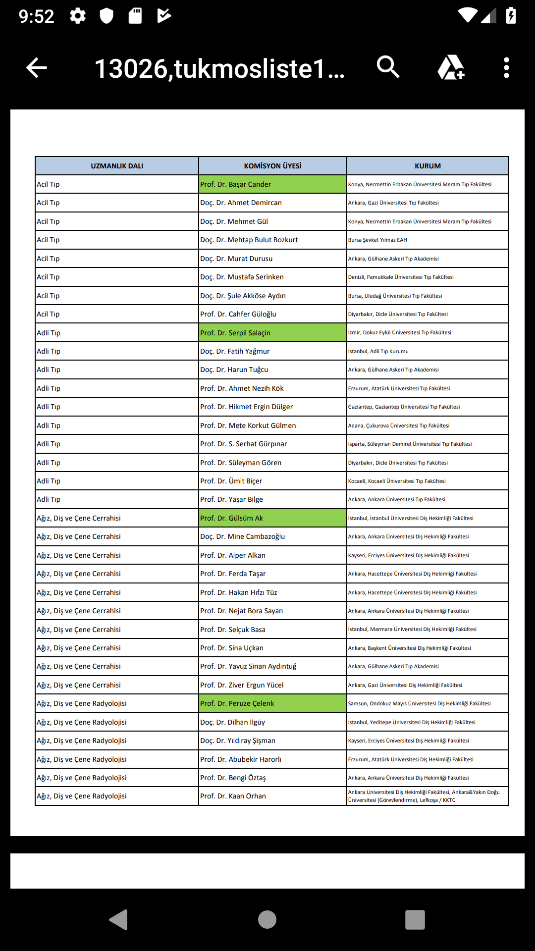 9:52
13026,tukmosliste1...
UZMANLIK DALI KOMİSYON ÜYESİ KURUM
Acil Tıp Prof. Dr. Başar Cander Konya, Necmettin Erbakan Üniversitesi Meram Tıp Fakültesi
Acil Tıp Doç. Dr. Ahmet Demircan Ankara, Gazi Üniversitesi Tıp Fakültesi
Acil Tıp Doç. Dr. Mehmet Gül Konya, Necmettin Erbakan Üniversitesi Meram Tıp Fakültesi
Acil Tıp Doç. Dr. Mehtap Bulut Bozkurt Bursa Şevket Yılmaz EAH
Acil Tıp Doç. Dr. Murat Durusu Ankara, Gülhane Askeri Tıp Akademisi
Acil Tıp Doç. Dr. Mustafa Serinken Denizli, Pamukkale Üniversitesi Tıp Fakültesi
Acil Tıp Doç. Dr. Şule Akköse Aydın Bursa, Uludağ Üniversitesi Tıp Fakültesi
Acil Tıp Prof. Dr. Cahfer Güloğlu Diyarbakır, Dicle Üniversitesi Tıp Fakültesi
Adli Tıp Prof. Dr. Serpil Salaçin İzmir, Dokuz Eylül Üniversitesi Tıp Fakültesi
Adli Tıp Doç. Dr. Fatih Yağmur İstanbul, Adli Tıp Kurumu
Adli Tıp Doç. Dr. Harun Tuğcu Ankara, Gülhane Askeri Tıp Akademisi
Adli Tıp Prof. Dr. Ahmet Nezih Kök Erzurum, Atatürk Üniversitesi Tıp Fakültesi
Adli Tıp Prof. Dr. Hikmet Ergin Dülger Gaziantep, Gaziantep Üniversitesi Tıp Fakültesi
Adli Tıp Prof. Dr. Mete Korkut Gülmen Adana, Çukurova Üniversitesi Tıp Fakültesi
Adli Tıp Prof. Dr. S. Serhat Gürpınar Isparta, Süleyman Demirel Üniversitesi Tıp Fakültesi
Adli Tıp Prof. Dr. Süleyman Gören Diyarbakır, Dicle Üniversitesi Tıp Fakültesi
Adli Tıp Prof. Dr. Ümit Biçer Kocaeli, Kocaeli Üniversitesi Tıp Fakültesi
Adli Tıp Prof. Dr. Yaşar Bilge Ankara, Ankara Üniversitesi Tıp Fakültesi
Ağız, Diş ve Çene Cerrahisi Prof. Dr. Gülsüm Ak İstanbul, İstanbul Üniversitesi Diş Hekimliği Fakültesi
Ağız, Diş ve Çene Cerrahisi Doç. Dr. Mine Cambazoğlu Ankara, Ankara Üniversitesi Diş Hekimliği Fakültesi
Ağız, Diş ve Çene Cerrahisi Prof. Dr. Alper Alkan Kayseri, Erciyes Üniversitesi Diş Hekimliği Fakültesi
Ağız, Diş ve Çene Cerrahisi Prof. Dr. Ferda Taşar Ankara, Hacettepe Üniversitesi Diş Hekimliği Fakültesi
Ağız, Diş ve Çene Cerrahisi Prof. Dr. Hakan Hıfzı Tüz Ankara, Hacettepe Üniversitesi Diş Hekimliği Fakültesi
Ağız, Diş ve Çene Cerrahisi Prof. Dr. Nejat Bora Sayan Ankara, Ankara Üniversitesi Diş Hekimliği Fakültesi
Ağız, Diş ve Çene Cerrahisi Prof. Dr. Selçuk Basa İstanbul, Marmara Üniversitesi Diş Hekimliği Fakültesi
Ağız, Diş ve Çene Cerrahisi Prof. Dr. Sina Uçkan Ankara, Başkent Üniversitesi Diş Hekimliği Fakültesi
Ağız, Diş ve Çene Cerrahisi Prof. Dr. Yavuz Sinan Aydıntuğ Ankara, Gülhane Askeri Tıp Akademisi
Ağız, Diş ve Çene Cerrahisi Prof. Dr. Ziver Ergun Yücel Ankara, Gazi Üniversitesi Diş Hekimliği Fakültesi
Ağız, Diş ve Çene Radyolojisi Prof. Dr. Peruze Çelenk Samsun, Ondokuz Mayıs Üniversitesi Diş Hekimliği Fakültesi
Ağız, Diş ve Çene Radyolojisi Doç. Dr. Dilhan İlgüy İstanbul, Yeditepe Üniversitesi Diş Hekimliği Fakültesi
Ağız, Diş ve Çene Radyolojisi Doç. Dr. Yıldıray Şişman Kayseri, Erciyes Üniversitesi Diş Hekimliği Fakültesi
Ağız, Diş ve Çene Radyolojisi Prof. Dr. Abubekir Harorlı Erzurum, Atatürk Üniversitesi Diş Hekimliği Fakültesi
Ağız, Diş ve Çene Radyolojisi Prof. Dr. Bengi Öztaş Ankara, Ankara Üniversitesi Diş Hekimliği Fakültesi
Ağız, Diş ve Çene Radyolojisi Prof. Dr. Kaan Orhan Ankara Üniversitesi Diş Hekimliği Fakültesi, Ankara&Yakın Doğu
Üniversitesi (Görevlendirme), Lefkoşa / KKTC